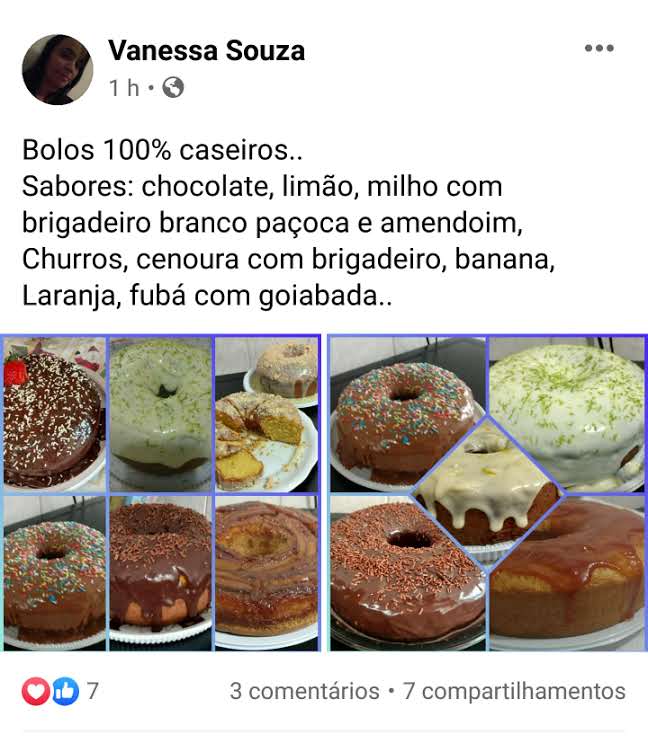 Vanessa Souza
1 h •
Bolos 100% caseiros..
Sabores: chocolate, limão, milho com
brigadeiro branco paçoca e amendoim,
Churros, cenoura com brigadeiro, banana,
Laranja, fubá com goiabada..
7
3 comentários • 7 compartilhamentos